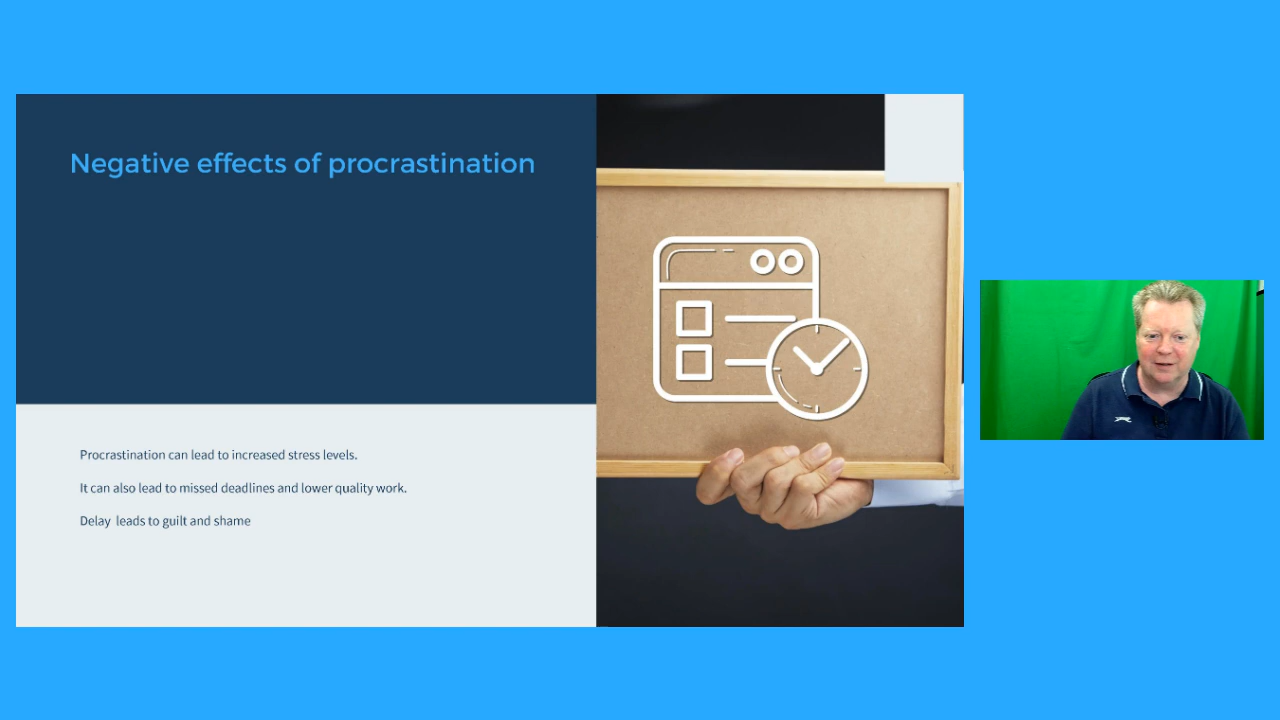 Negative effects of procrastination
Procrastination can lead to increased stress levels.
It can also lead to missed deadlines and lower quality work.
Delay  leads to guilt and shame